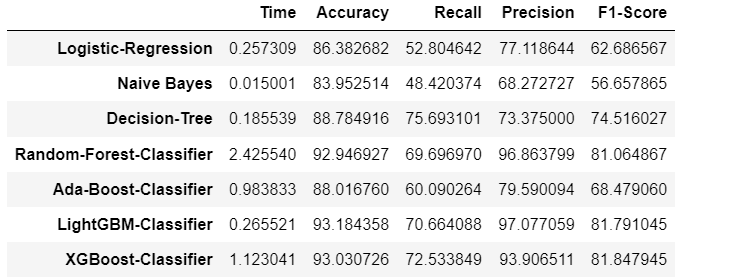 Time Accuracy Recall Precision F1-Score
Logistic-Regression 0.257309 86.382682 52.804642 77.118644 62.686567
Naive Bayes 0.015001 83.952514 48.420374 68.272727 56.657865
Decision-Tree 0.185539 88.784916 75.693101 73.375000 74.516027
Random-Forest-Classifier 2.425540 92.946927 69.696970 96.863799 81.064867
Ada-Boost-Classifier 0.983833 88.016760 60.090264 79.590094 68.479060
LightGBM-Classifier 0.265521 93.184358 70.664088 97.077059 81.791045
XGBoost-Classifier 1.123041 93.030726 72.533849 93.906511 81.847945